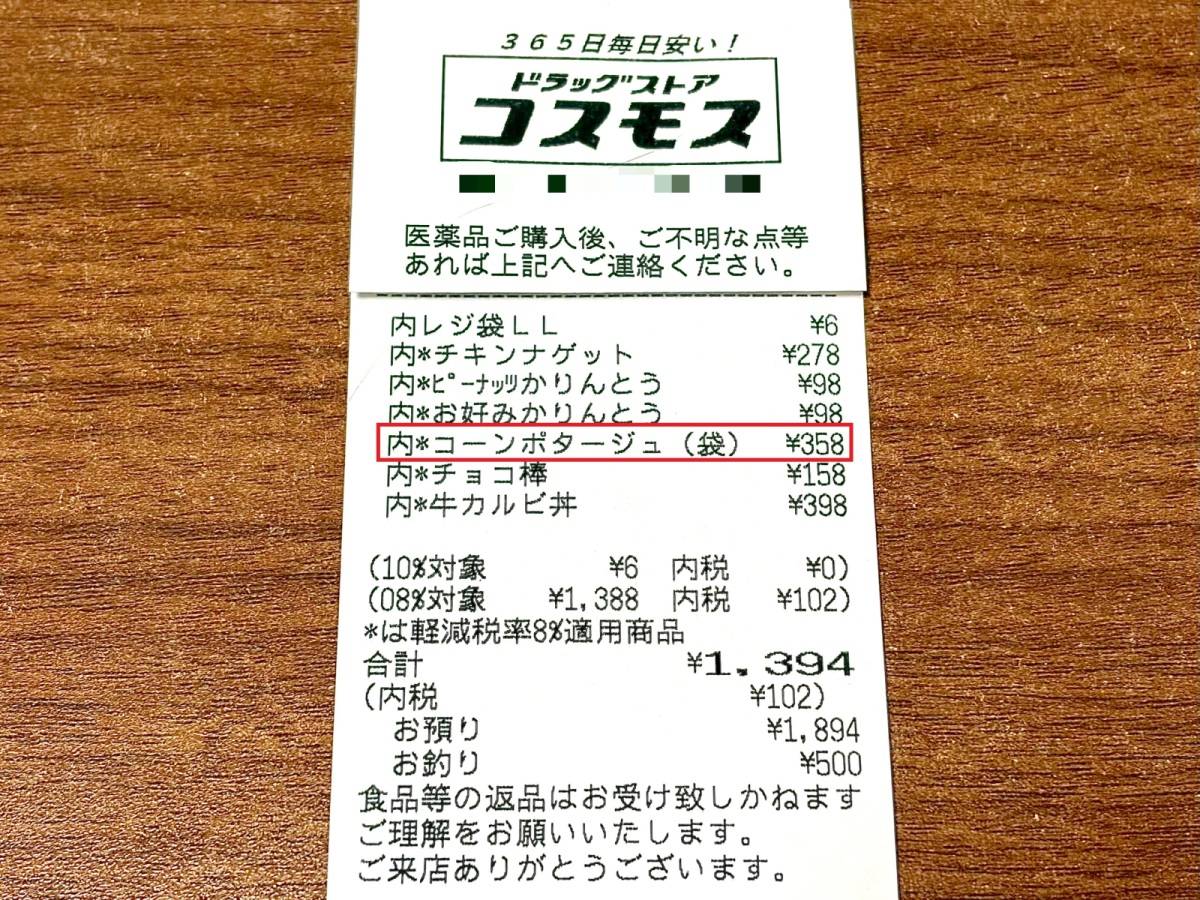 365日毎日安い!
ドラッグストア
コスモス
医薬品ご購入後、ご不明な点等
あれば上記へご連絡ください。
内レジ袋LL ¥6
内*チキンナゲット ¥278
内*ピーナッツかりんとう ¥98
内*お好みかりんとう ¥98
内*コーンポタージュ(袋) ¥358
内*チョコ棒 ¥158
内*牛カルビ丼 ¥398
(10%対象 ¥6 内税 ¥0)
(08%対象 ¥1,388 内税 ¥102)
*は軽減税率8%適用商品
合計 ¥1,394
(内税 ¥102)
お預り ¥1,894
お釣り ¥500
食品等の返品はお受け致しかねます
ご理解をお願いいたします。
ご来店ありがとうございます。